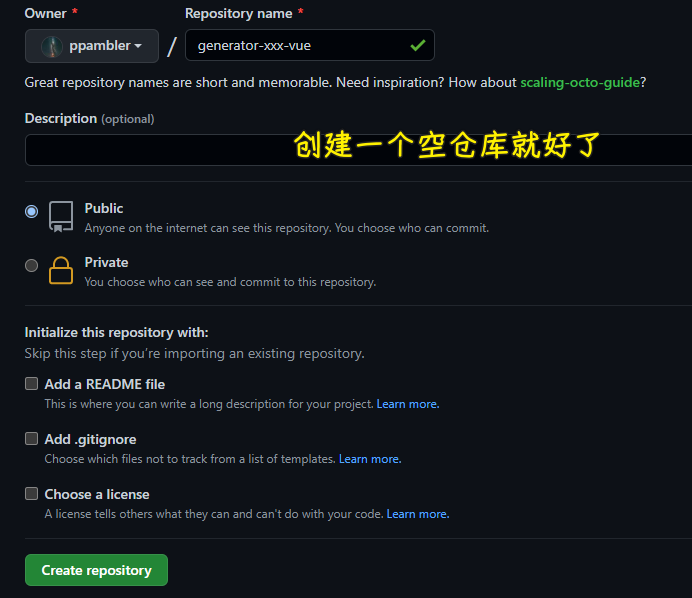 Owner * Repository name *
ppambler / generator-xxx-vue
Great repository names are short and memorable. Need inspiration? How about scaling-octo-guide?
Description (optional)
创建一个空仓库就好了
Public
Anyone on the internet can see this repository. You choose who can commit.
Private
You choose who can see and commit to this repository.
Initialize this repository with:
Skip this step if you're importing an existing repository.
Add a README file
This is where you can write a long description for your project. Learn more.
Add .gitignore
Choose which files not to track from a list of templates. Learn more.
Choose a license
A license tells others what they can and can't do with your code. Learn more.
Create repository